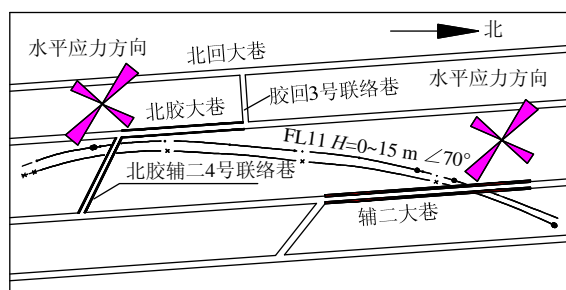 水平应力方向
北回大巷
北
水平应力方向
北胶大巷
胶回3号联络巷
FL11 H=0~15 m ∠70°
北胶辅二4号联络巷
辅二大巷